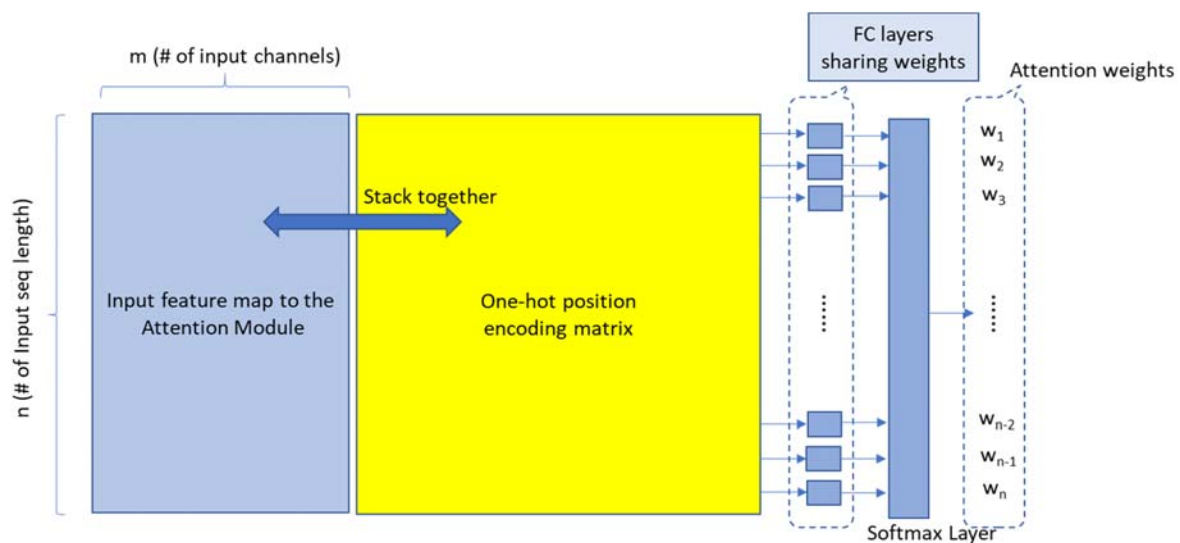 m (# of input channels)
FC layers
sharing weights
Attention weights
n (# of Input seq length)
Stack together
Input feature map to the
Attention Module
One-hot position
encoding matrix
......
w1
w2
w3
......
wn-2
wn-1
wn
Softmax Layer